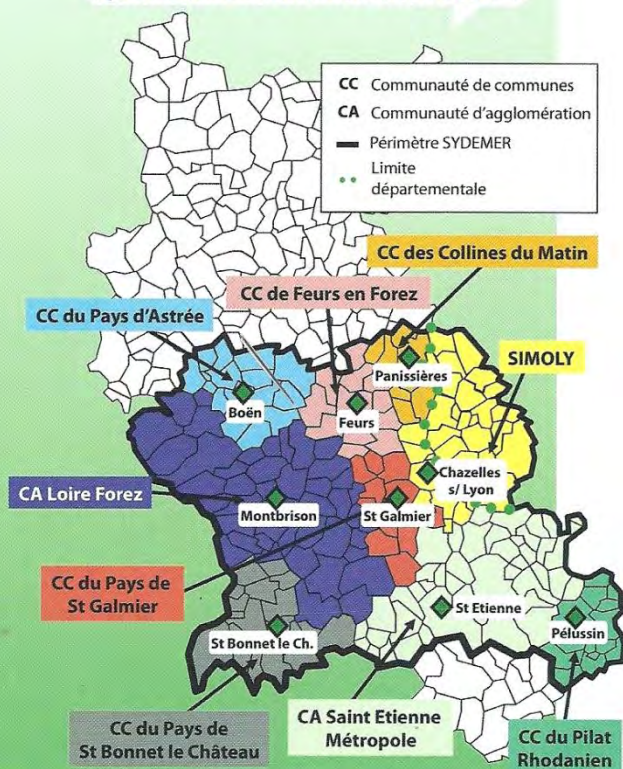 CC Communauté de communes
CA Communauté d'agglomération
Périmètre SYDEMER
Limite
départementale
CC des Collines du Matin
CC de Feurs en Forez
CC du Pays d'Astrée
SIMOLY
Panissières
Boën
Feurs
Chazelles
s/ Lyon
CA Loire Forez
Montbrison
St Galmier
CC du Pays de
St Galmier
St Etienne
Pélussin
St Bonnet le Ch.
CC du Pays de
St Bonnet le Château
CA Saint Etienne
Métropole
CC du Pilat
Rhodanien